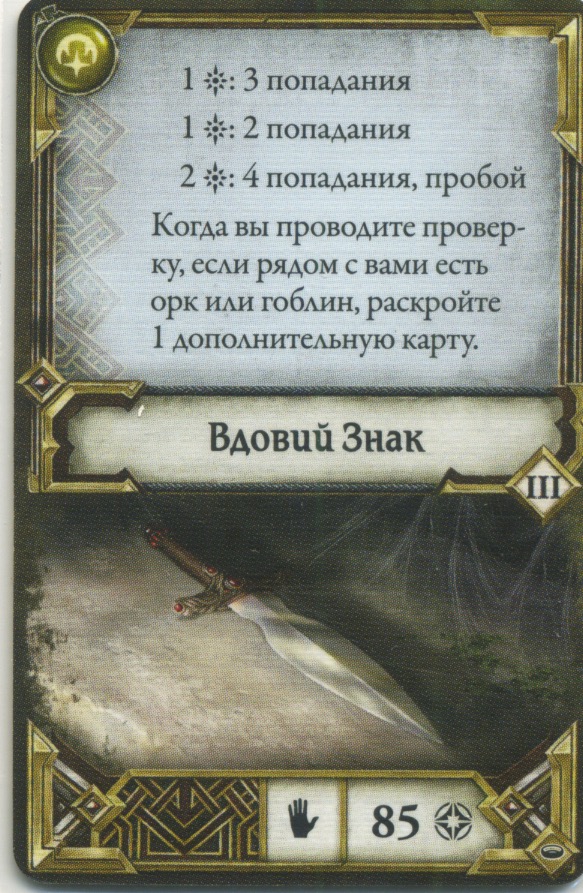 1 ☀: 3 попадания
1 ☀: 2 попадания
2 ☀: 4 попадания, пробой
Когда вы проводите провер-
ку, если рядом с вами есть
орк или гоблин, раскройте
1 дополнительную карту.
Вдовий Знак
III
85